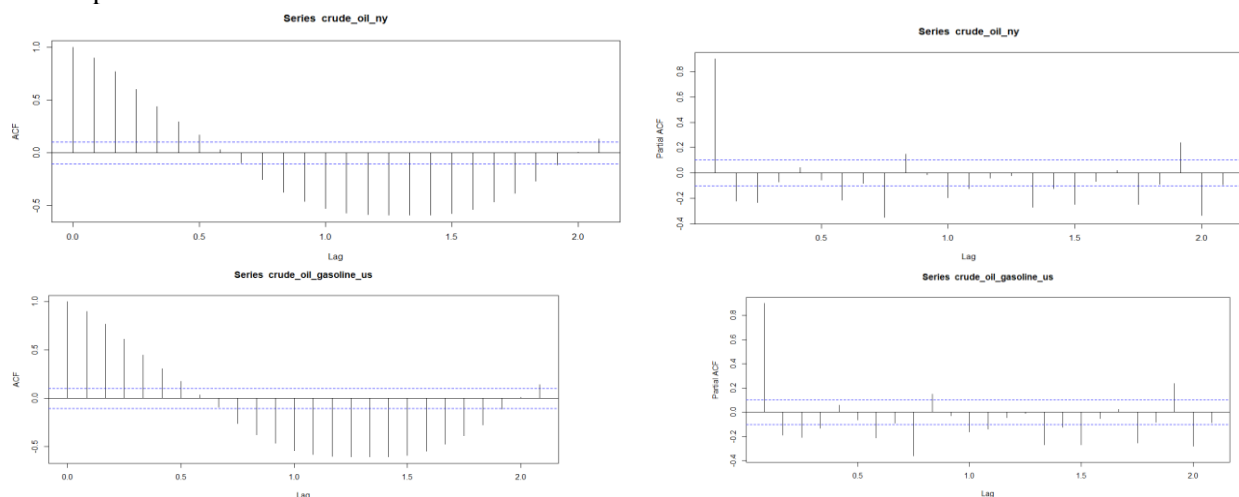 Series crude_oil_ny
ACF
1.0
0.5
0.0
-0.5
0.0 0.5 1.0 1.5 2.0
Lag
Series crude_oil_ny
Partial ACF
0.8
0.6
0.4
0.2
0.0
-0.2
-0.4
0.5 1.0 1.5 2.0
Lag
Series crude_oil_gasoline_us
ACF
1.0
0.5
0.0
-0.5
0.0 0.5 1.0 1.5 2.0
Lag
Series crude_oil_gasoline_us
Partial ACF
0.8
0.6
0.4
0.2
0.0
-0.2
-0.4
0.5 1.0 1.5 2.0
Lag